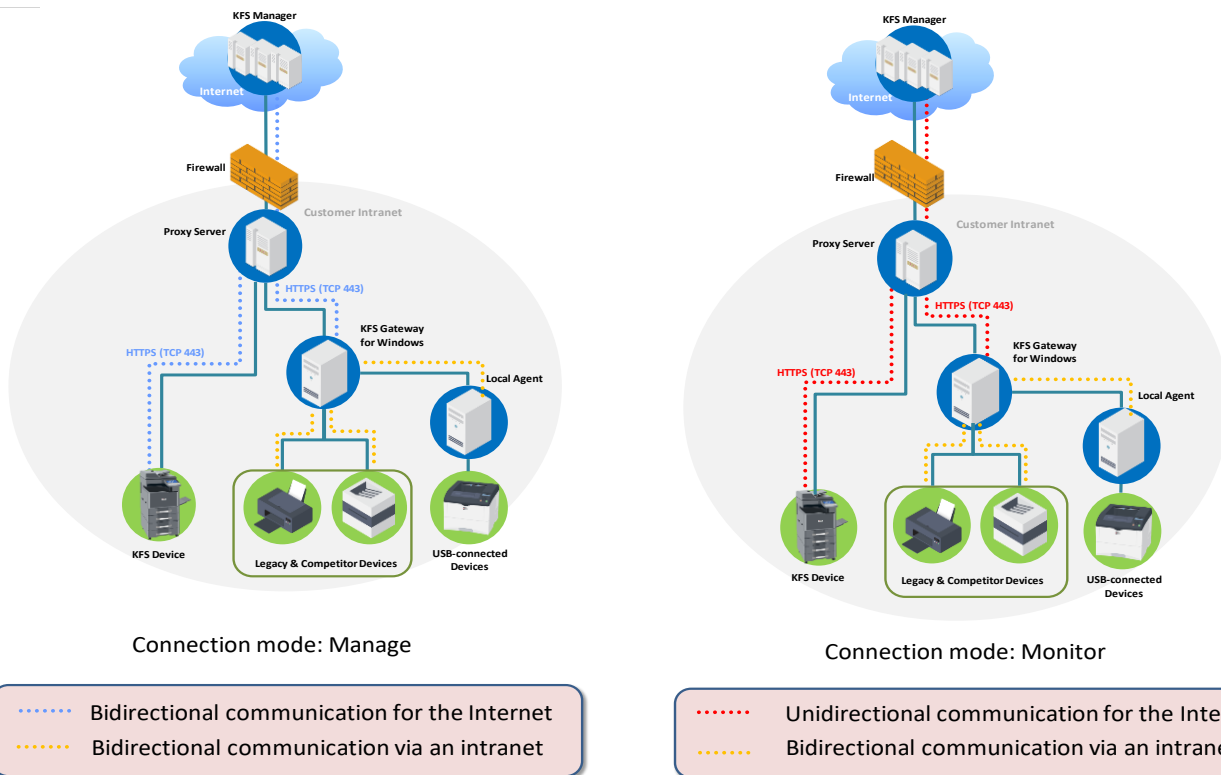 KFS Manager
Internet
Firewall
Customer Intranet
Proxy Server
HTTPS (TCP 443)
KFS Gateway
for Windows
HTTPS (TCP 443)
Local Agent
KFS Device
Legacy & Competitor Devices
USB-connected
Devices
Connection mode: Manage
Bidirectional communication for the Internet
Bidirectional communication via an intranet
KFS Manager
Internet
Firewall
Customer Intranet
Proxy Server
HTTPS (TCP 443)
KFS Gateway
for Windows
HTTPS (TCP 443)
Local Agent
KFS Device
Legacy & Competitor Devices
USB-connected
Devices
Connection mode: Monitor
Unidirectional communication for the Inte
Bidirectional communication via an intrane